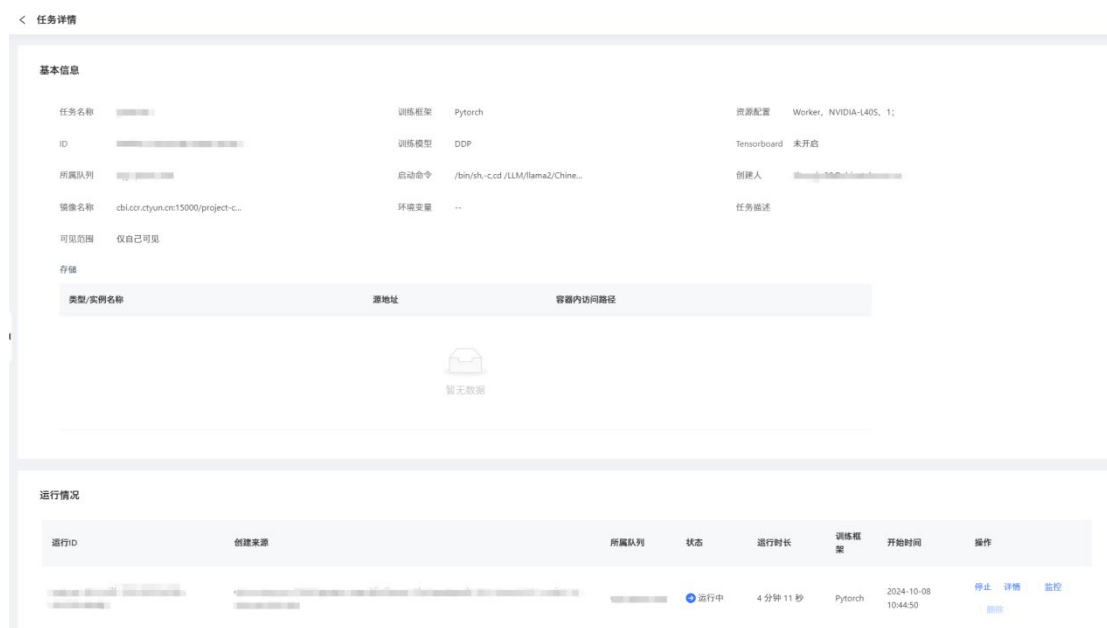 任务详情
基本信息
任务名称 训练框架 Pytorch 资源配置 Worker, NVIDIA-L40S, 1;
ID 训练模型 DDP Tensorboard 未开启
所属队列 启动命令 /bin/sh,-c,cd /LLM/llama2/Chine... 创建人
镜像名称 cbi.ccr.ctyun.cn:15000/project-c... 环境变量 -- 任务描述
可见范围 仅自己可见
存储
类型/实例名称 源地址 容器内访问路径
暂无数据
运行情况
运行ID 创建来源 所属队列 状态 运行时长 训练框架 开始时间 操作
运行中 4 分钟 11 秒 Pytorch 2024-10-08 10:44:50 停止 详情 监控
删除